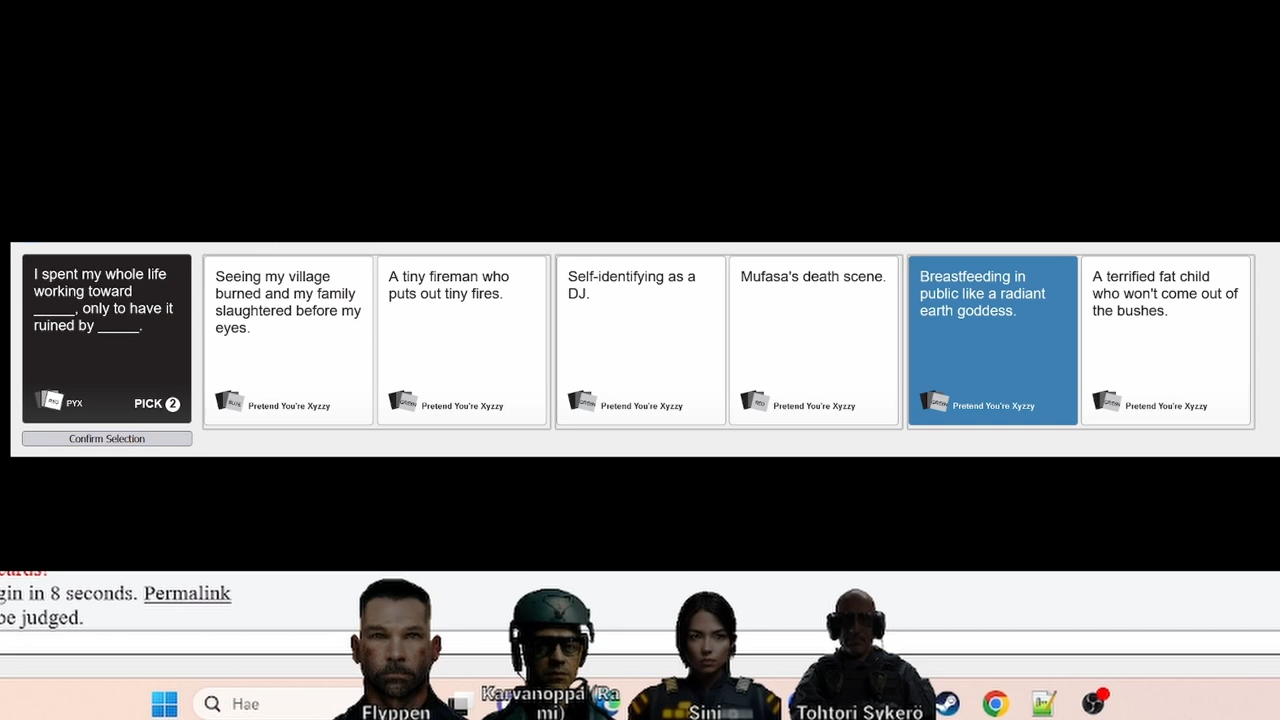 I spent my whole life
working toward
_____, only to have it
ruined by ______.
PYX
PICK 2
Confirm Selection
Seeing my village
burned and my family
slaughtered before my
eyes.
Pretend You're Xyzzy
A tiny fireman who
puts out tiny fires.
Pretend You're Xyzzy
Self-identifying as a
DJ.
Pretend You're Xyzzy
Mufasa's death scene.
Pretend You're Xyzzy
Breastfeeding in
public like a radiant
earth goddess.
Pretend You're Xyzzy
A terrified fat child
who won't come out of
the bushes.
Pretend You're Xyzzy
gin in 8 seconds. Permalink
be judged.
Hae
Flyppen
Karvanoppa (Ra
mi)
Sini
Tohtori Sykerö